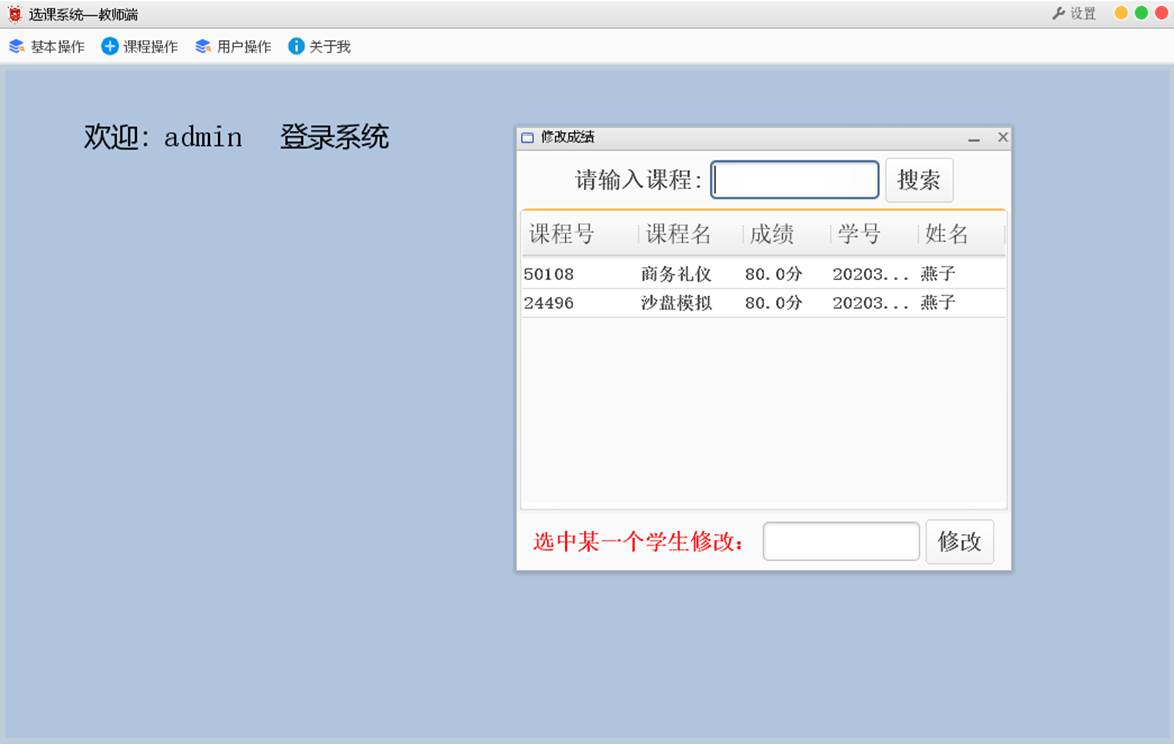 选课系统—教师端 设置
基本操作 课程操作 用户操作 关于我
欢迎: admin 登录系统
修改成绩
请输入课程: 搜索
课程号 课程名 成绩 学号 姓名
50108 商务礼仪 80.0分 20203... 燕子
24496 沙盘模拟 80.0分 20203... 燕子
选中某一个学生修改: 修改